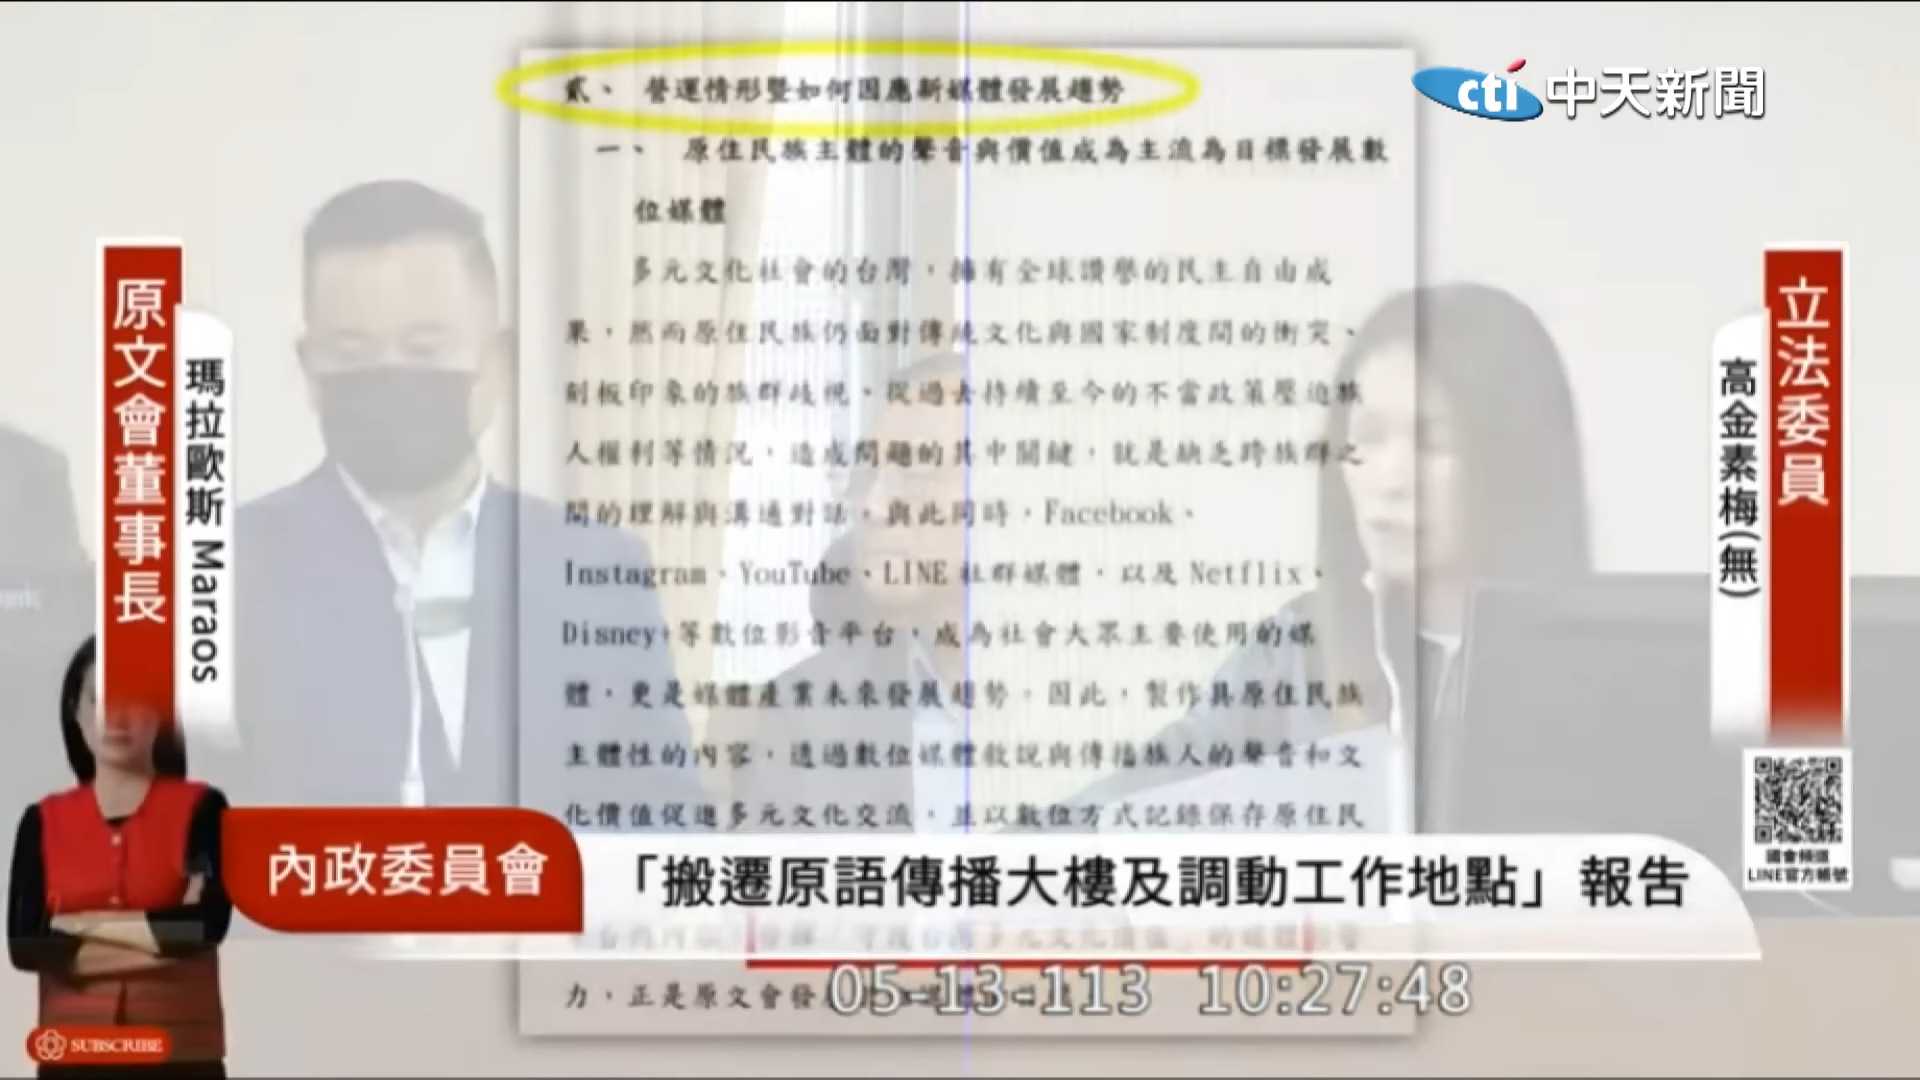 cti 中天新聞
貳、 營運情形暨如何因應新媒體發展趨勢
一、 原住民族主體的聲音與價值成為主流為目標發展數
位媒體
多元文化社會的台灣，擁有全球讚譽的民主自由成
果，然而原住民族仍面對傳統文化與國家制度間的衝突、
刻板印象的族群歧視、從過去持續至今的不當政策壓迫族
人權利等情況，造成問題的其中關鍵，就是缺乏跨族群之
間的理解與溝通對話。與此同時，Facebook、
Instagram、YouTube、LINE 社群媒體，以及 Netflix、
Disney+等數位影音平台，成為社會大眾主要使用的媒
體，更是媒體產業未來發展趨勢。因此，製作具原住民族
主體性的內容，透過數位媒體敘說與傳播族人的聲音和文
化價值促進多元文化交流，並以數位方式記錄保存原住民
「守護台灣多元文化價值」的媒體影響
力，正是原文會發展
原文會董事長
瑪拉歐斯 Maraos
立法委員
高金素梅(無)
國會頻道
LINE官方帳號
內政委員會
「搬遷原語傳播大樓及調動工作地點」報告
05-13-113 10:27:48
SUBSCRIBE